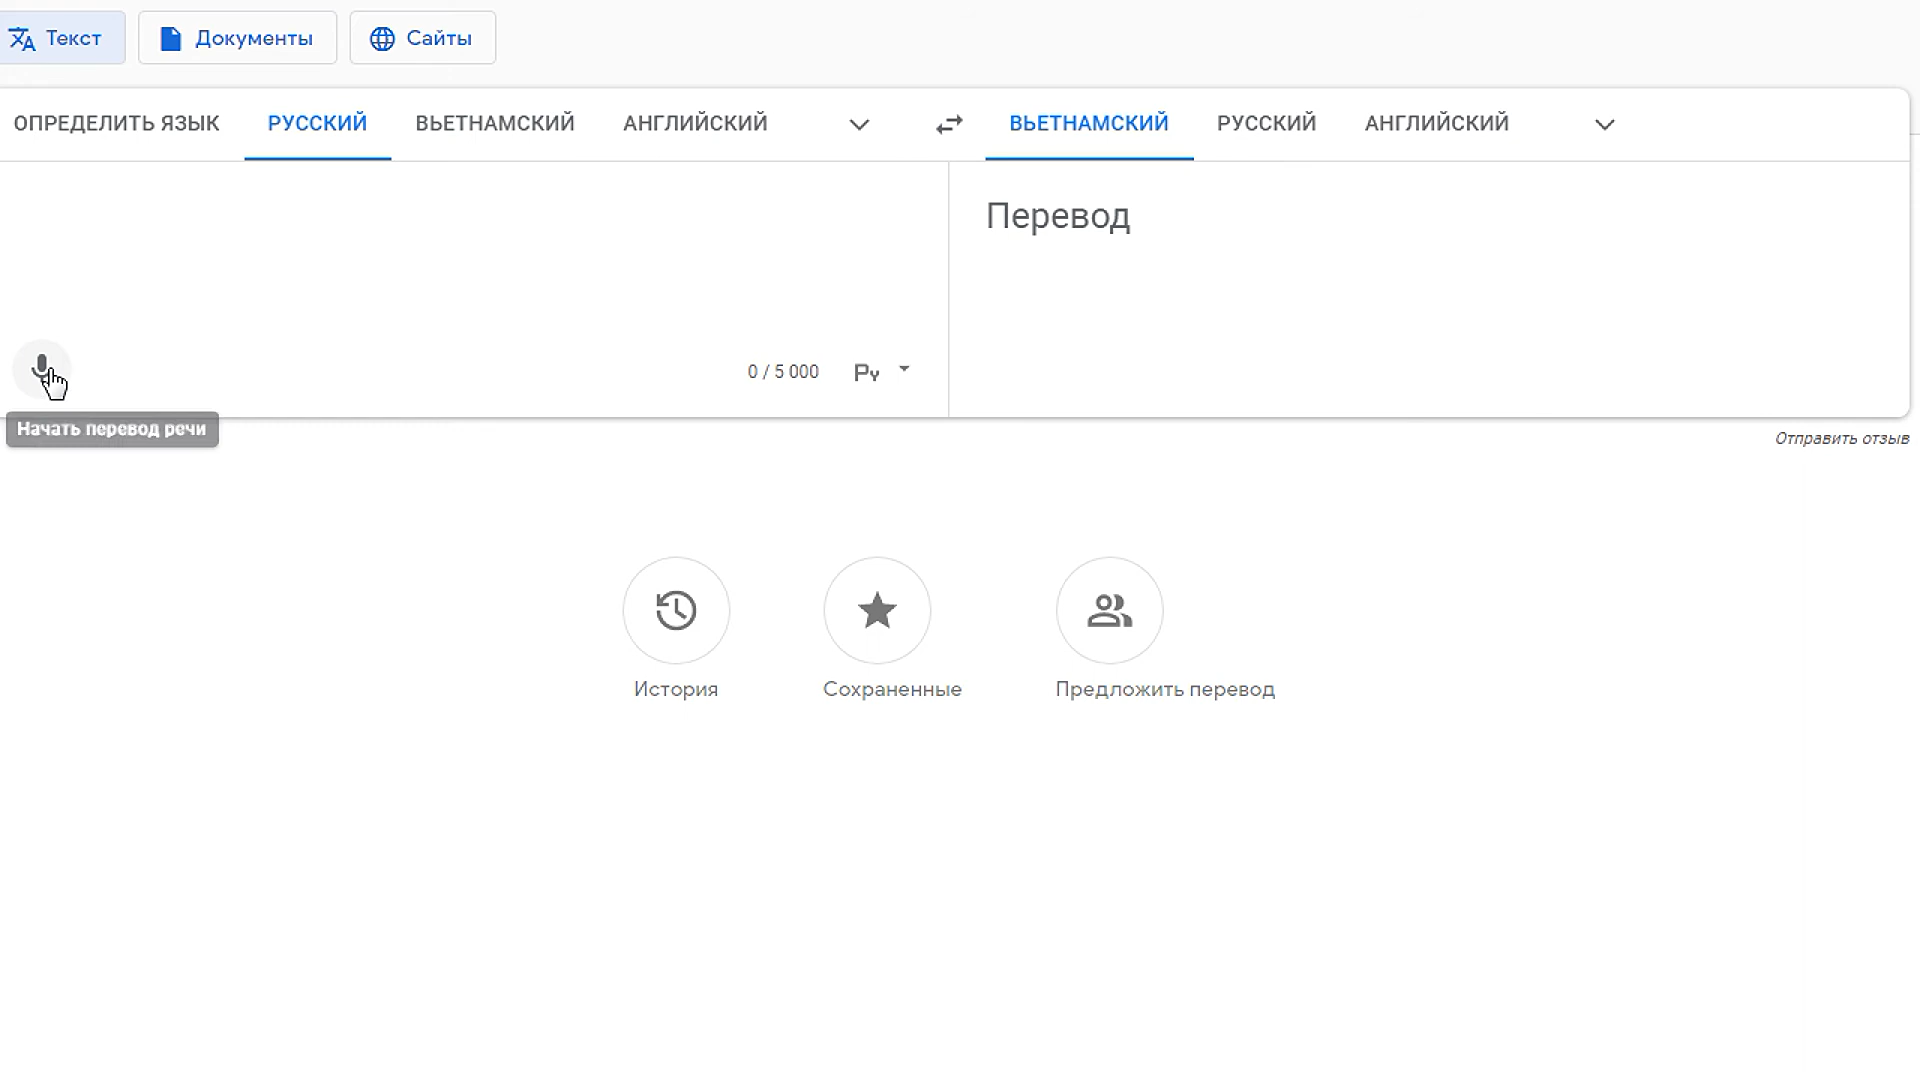 Текст Документы Сайты
ОПРЕДЕЛИТЬ ЯЗЫК РУССКИЙ ВЬЕТНАМСКИЙ АНГЛИЙСКИЙ ВЬЕТНАМСКИЙ РУССКИЙ АНГЛИЙСКИЙ
Перевод
0 / 5 000 Ру
Начать перевод речи
Отправить отзыв
История Сохраненные Предложить перевод